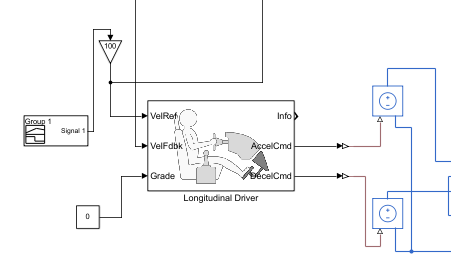 100
Group 1
Signal 1
VelRef
Info
VelFdbk
AccelCmd
Grade
DecelCmd
Longitudinal Driver
0